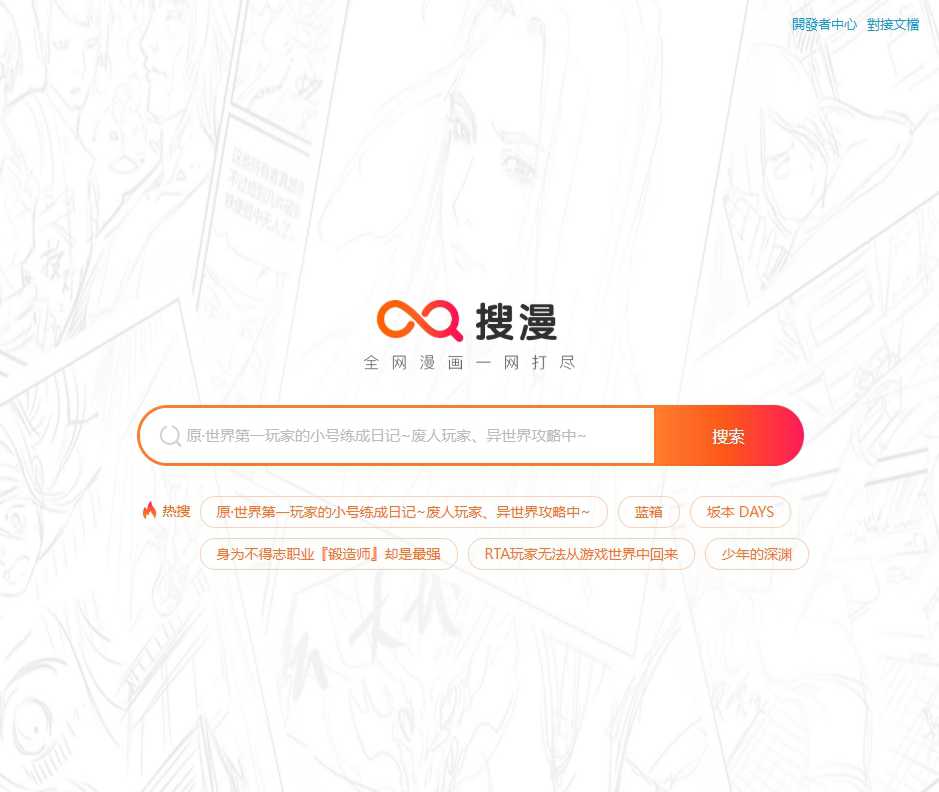 開發者中心 對接文檔
搜漫
全网漫画一网打尽
原·世界第一玩家的小号练成日记~废人玩家、异世界攻略中~
搜索
热搜 原·世界第一玩家的小号练成日记~废人玩家、异世界攻略中~ 蓝箱 坂本 DAYS
身为不得志职业『锻造师』却是最强 RTA玩家无法从游戏世界中回来 少年的深渊